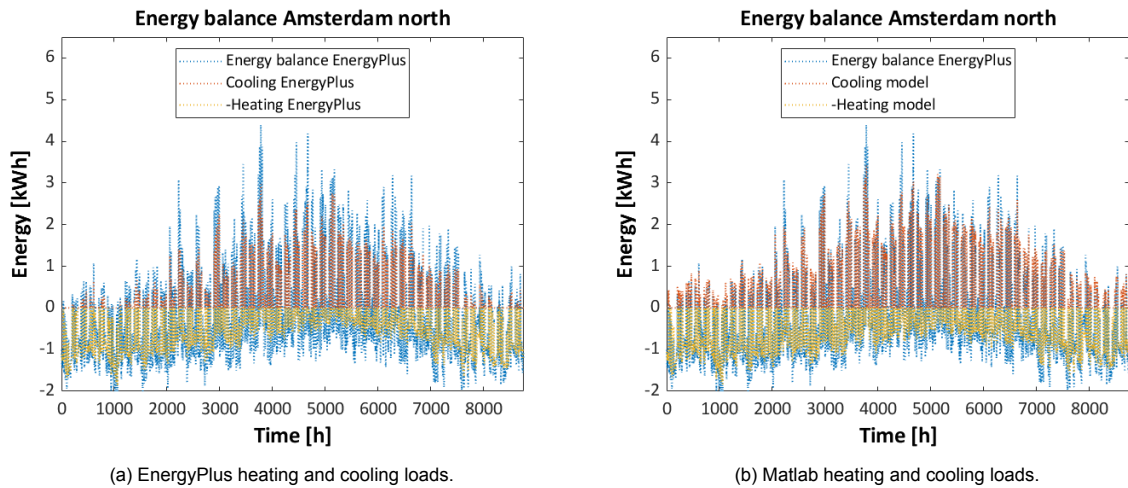 Energy balance Amsterdam north
Energy balance EnergyPlus
Cooling EnergyPlus
-Heating EnergyPlus
Energy [kWh]
6
5
4
3
2
1
0
-1
-2
0 1000 2000 3000 4000 5000 6000 7000 8000
Time [h]
(a) EnergyPlus heating and cooling loads.
Energy balance Amsterdam north
Energy balance EnergyPlus
Cooling model
-Heating model
Energy [kWh]
6
5
4
3
2
1
0
-1
-2
0 1000 2000 3000 4000 5000 6000 7000 8000
Time [h]
(b) Matlab heating and cooling loads.